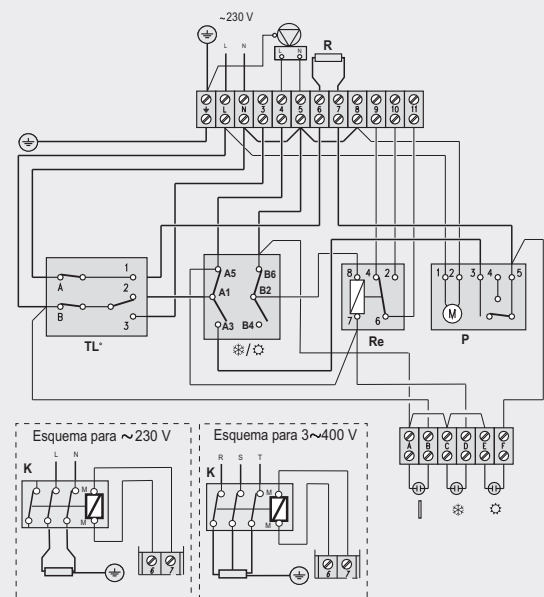 ~230 V
R
L N
L N
L N 3 4 5 6 7 8 9 10 11
A B 1 2 3
TL°
A5 B6
A1 B2
A3 B4
❄/☼
8 4 2
7 6
Re
1 2 3 4 5
M
P
A B C D E F
Esquema para ~230 V
L N
K
M
M
6 7
Esquema para 3~400 V
R S T
K
M
M
6 7